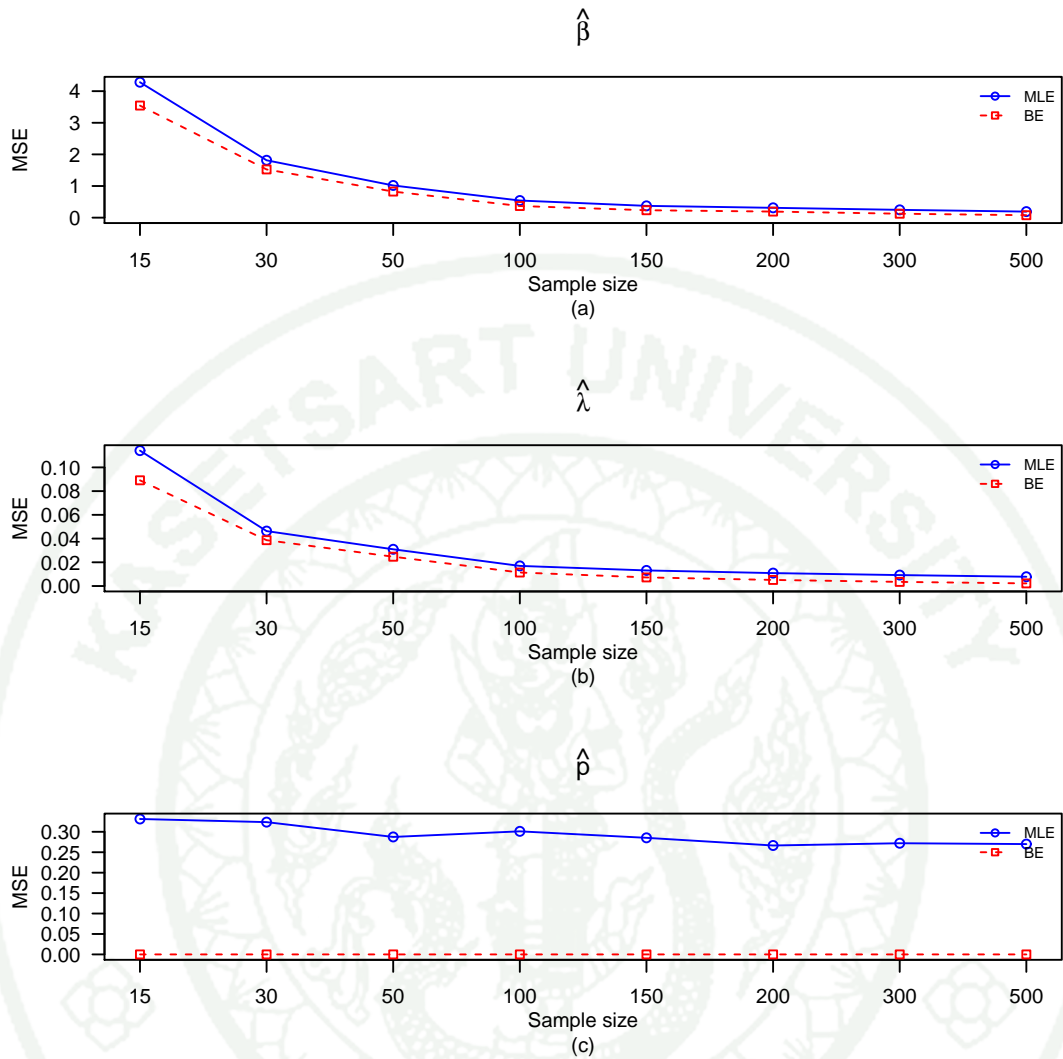 β̂
MSE
4
3
2
1
0
MLE
BE
15 30 50 100 150 200 300 500
Sample size
(a)
λ̂
MSE
0.10
0.08
0.06
0.04
0.02
0.00
MLE
BE
15 30 50 100 150 200 300 500
Sample size
(b)
p̂
MSE
0.30
0.25
0.20
0.15
0.10
0.05
0.00
MLE
BE
15 30 50 100 150 200 300 500
Sample size
(c)
KASETSART UNIVERSITY